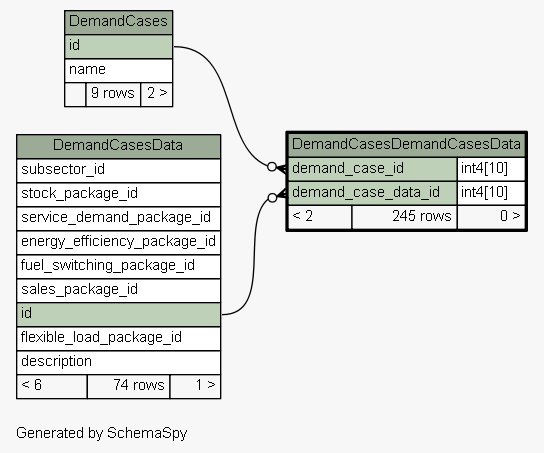 DemandCases
id
name
9 rows 2 >
DemandCasesData
subsector_id
stock_package_id
service_demand_package_id
energy_efficiency_package_id
fuel_switching_package_id
sales_package_id
id
flexible_load_package_id
description
< 6 74 rows 1 >
DemandCasesDemandCasesData
demand_case_id int4[10]
demand_case_data_id int4[10]
< 2 245 rows 0 >
Generated by SchemaSpy